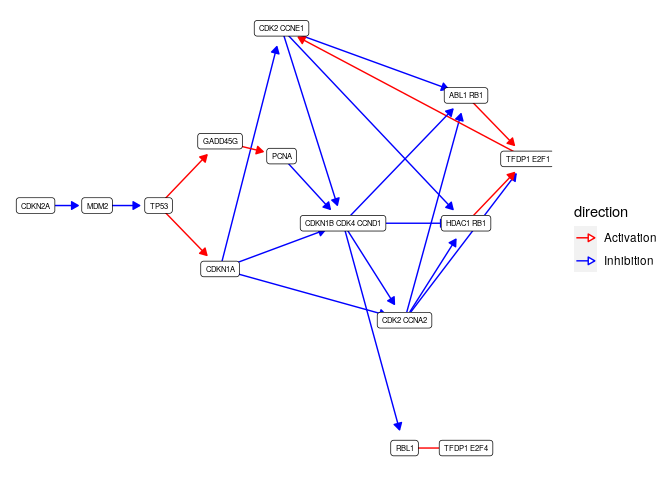 CDK2 CCNE1
ABL1 RB1
GADD45G
PCNA
TFDP1 E2F1
CDKN2A
MDM2
TP53
CDKN1B CDK4 CCND1
HDAC1 RB1
CDKN1A
CDK2 CCNA2
RBL1
TFDP1 E2F4
direction
Activation
Inhibition